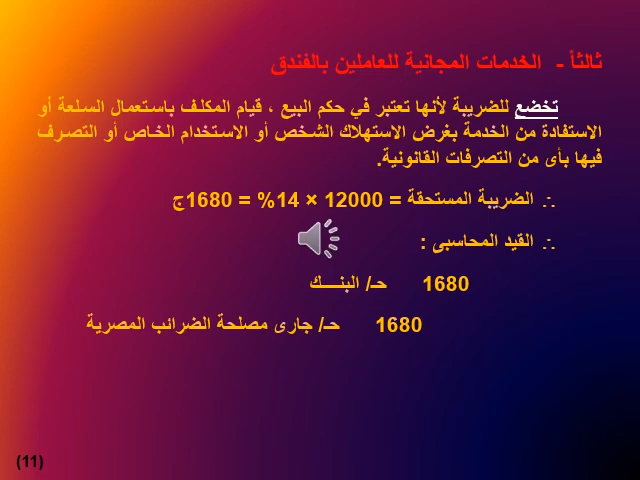 ثالثاً - الخدمات المجانية للعاملين بالفندق
تخضع للضريبة لأنها تعتبر في حكم البيع ، قيام المكلف باستعمال السلعة أو
الاستفادة من الخدمة بغرض الاستهلاك الشخص أو الاستخدام الخاص أو التصرف
فيها بأى من التصرفات القانونية.
∴ الضريبة المستحقة = 12000 × 14% = 1680ج
∴ القيد المحاسبى :
1680 حـ/ البنــــك
1680 حـ/ جارى مصلحة الضرائب المصرية
(11)